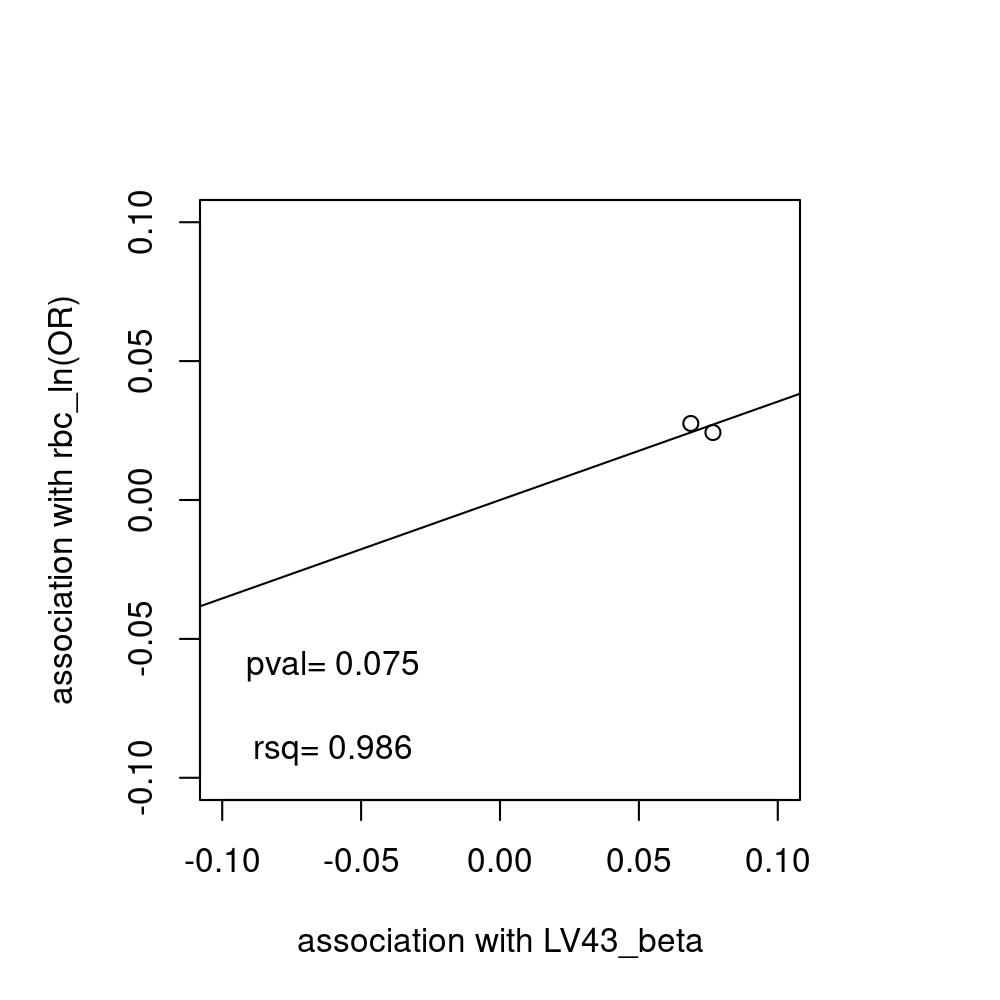 0.10
0.05
0.00
-0.05
-0.10
association with rbc_ln(OR)
pval= 0.075
rsq= 0.986
-0.10 -0.05 0.00 0.05 0.10
association with LV43_beta